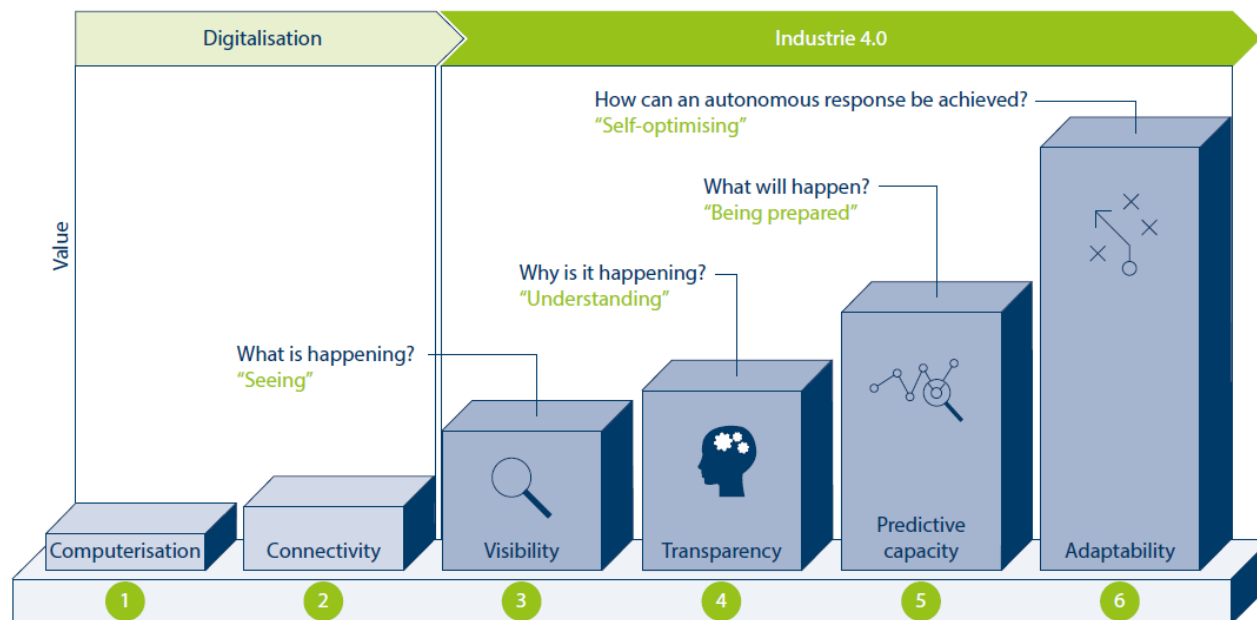 Digitalisation
Industrie 4.0
How can an autonomous response be achieved?
“Self-optimising”
What will happen?
“Being prepared”
Why is it happening?
“Understanding”
What is happening?
“Seeing”
Value
Computerisation
Connectivity
Visibility
Transparency
Predictive
capacity
Adaptability
1
2
3
4
5
6